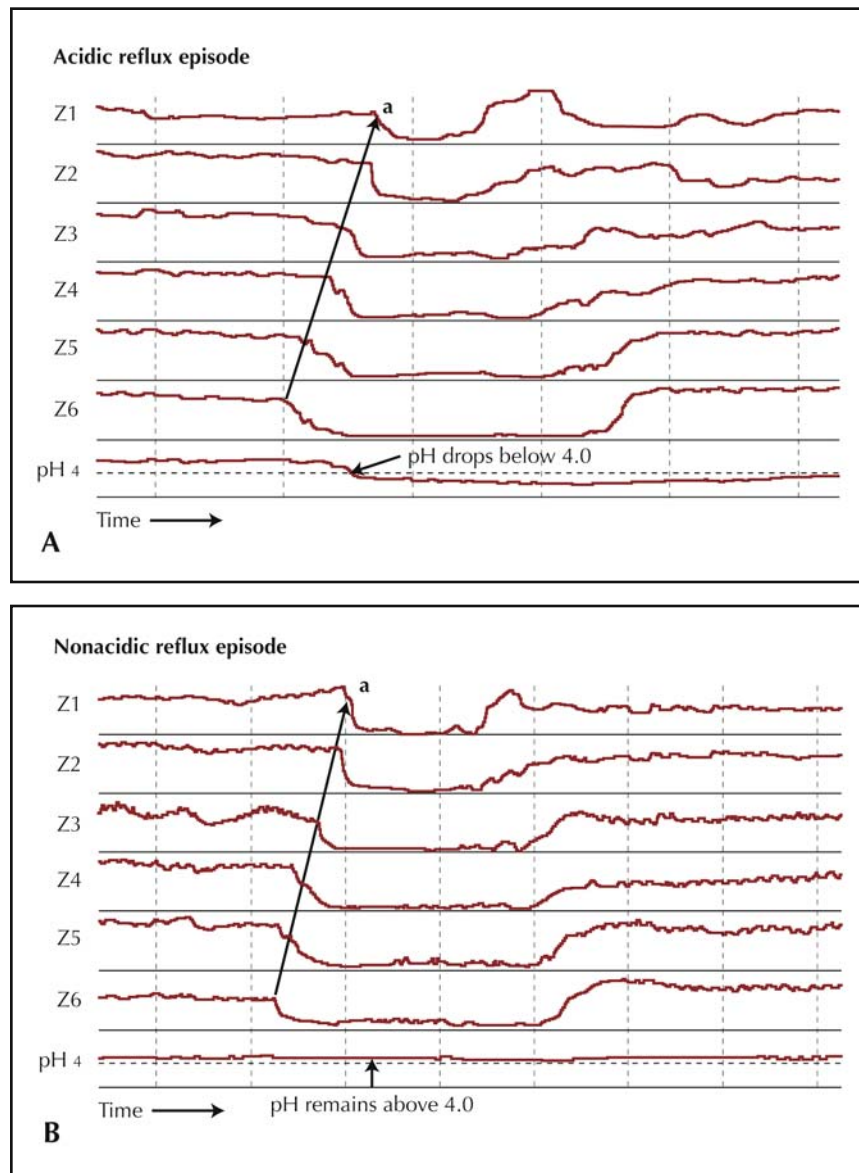 Acidic reflux episode
a
Z1
Z2
Z3
Z4
Z5
Z6
pH drops below 4.0
pH 4
Time
A
Nonacidic reflux episode
a
Z1
Z2
Z3
Z4
Z5
Z6
pH 4
Time
pH remains above 4.0
B